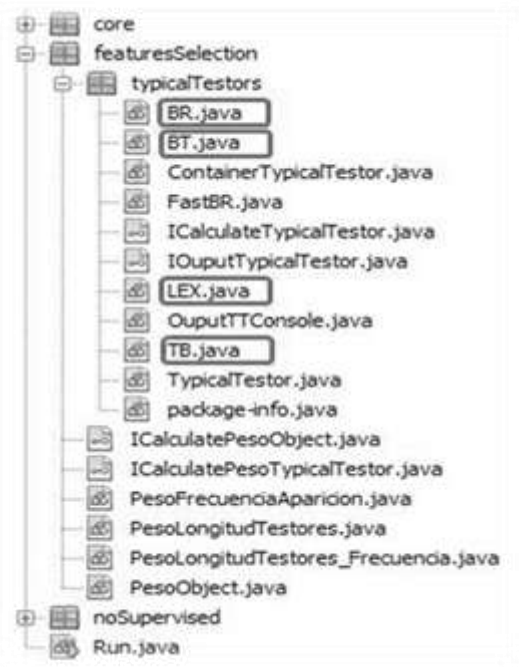 core
featuresSelection
typicalTestors
BR.java
BT.java
ContainerTypicalTestor.java
FastBR.java
ICalculateTypicalTestor.java
IOuputTypicalTestor.java
LEX.java
OuputTTConsole.java
TB.java
TypicalTestor.java
package-info.java
ICalculatePesoObject.java
ICalculatePesoTypicalTestor.java
PesoFrecuenciaAparicion.java
PesoLongitudTestores.java
PesoLongitudTestores_Frecuencia.java
PesoObject.java
noSupervised
Run.java